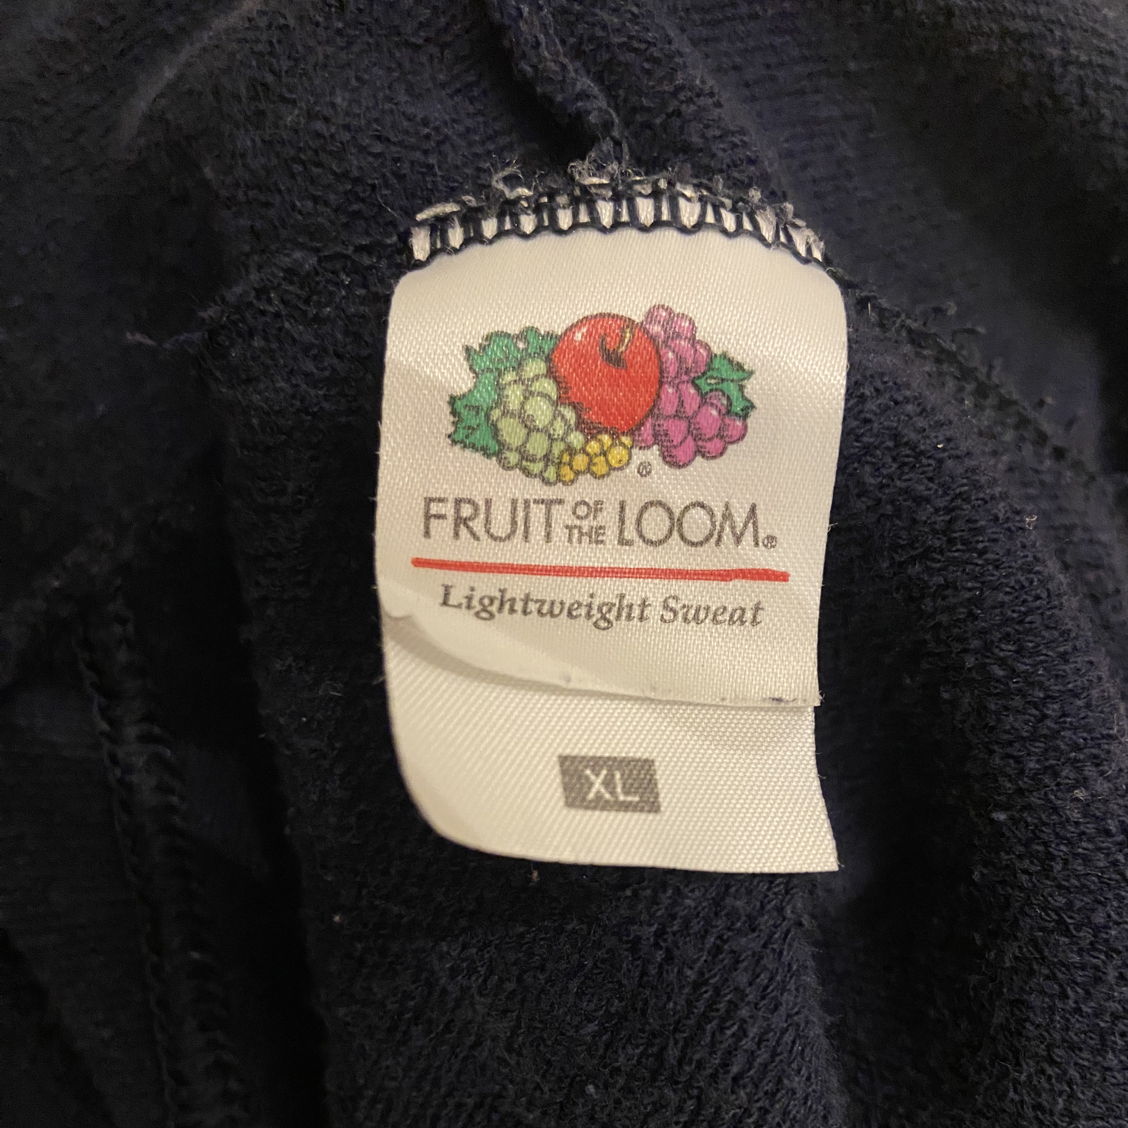 ®
FRUIT OF THE LOOM®
Lightweight Sweat
XL